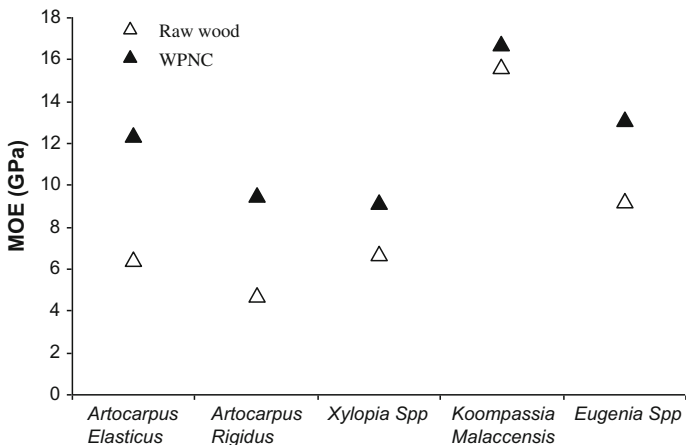 18
16
14
12
10
8
6
4
2
0
MOE (GPa)
Raw wood
WPNC
Artocarpus Elasticus
Artocarpus Rigidus
Xylopia Spp
Koompassia Malaccensis
Eugenia Spp